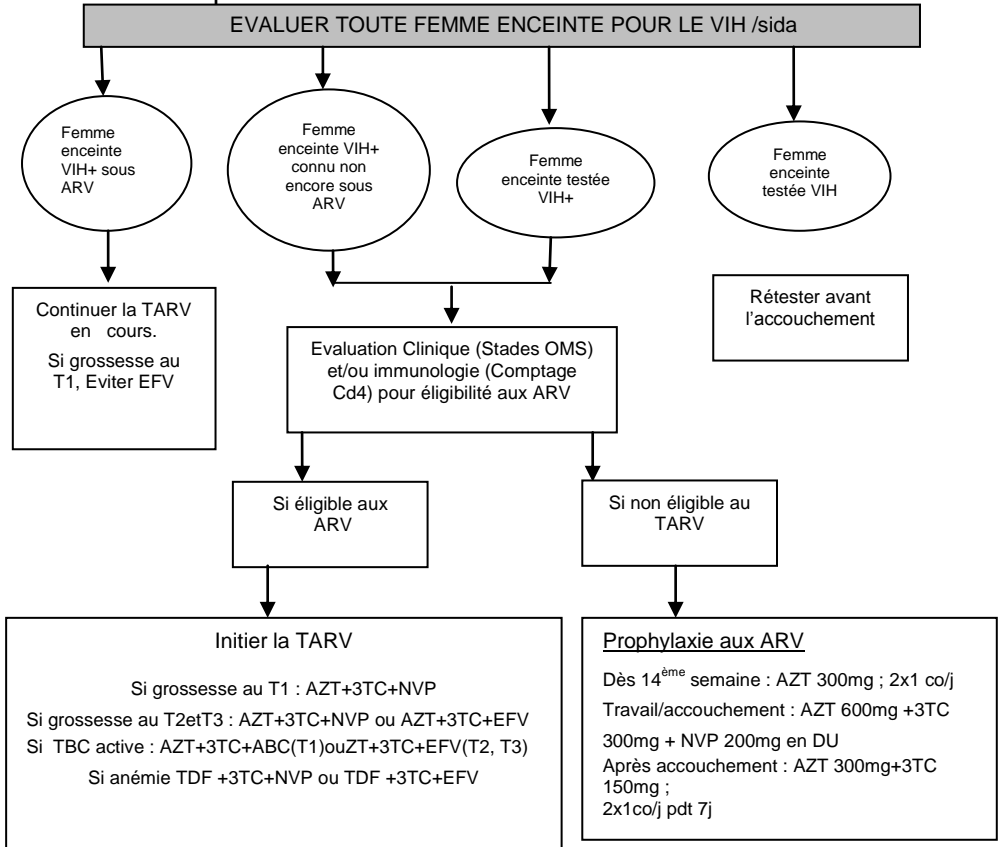 EVALUER TOUTE FEMME ENCEINTE POUR LE VIH /sida
Femme
enceinte
VIH+ sous
ARV
Femme
enceinte VIH+
connu non
encore sous
ARV
Femme
enceinte testée
VIH+
Femme
enceinte
testée VIH
Continuer la TARV
en cours.
Si grossesse au
T1, Eviter EFV
Rétester avant
l'accouchement
Evaluation Clinique (Stades OMS)
et/ou immunologie (Comptage
Cd4) pour éligibilité aux ARV
Si éligible aux
ARV
Si non éligible au
TARV
Initier la TARV
Si grossesse au T1 : AZT+3TC+NVP
Si grossesse au T2etT3 : AZT+3TC+NVP ou AZT+3TC+EFV
Si TBC active : AZT+3TC+ABC(T1)ouZT+3TC+EFV(T2, T3)
Si anémie TDF +3TC+NVP ou TDF +3TC+EFV
Prophylaxie aux ARV
Dès 14ème semaine : AZT 300mg ; 2x1 co/j
Travail/accouchement : AZT 600mg +3TC
300mg + NVP 200mg en DU
Après accouchement : AZT 300mg+3TC
150mg ;
2x1co/j pdt 7j